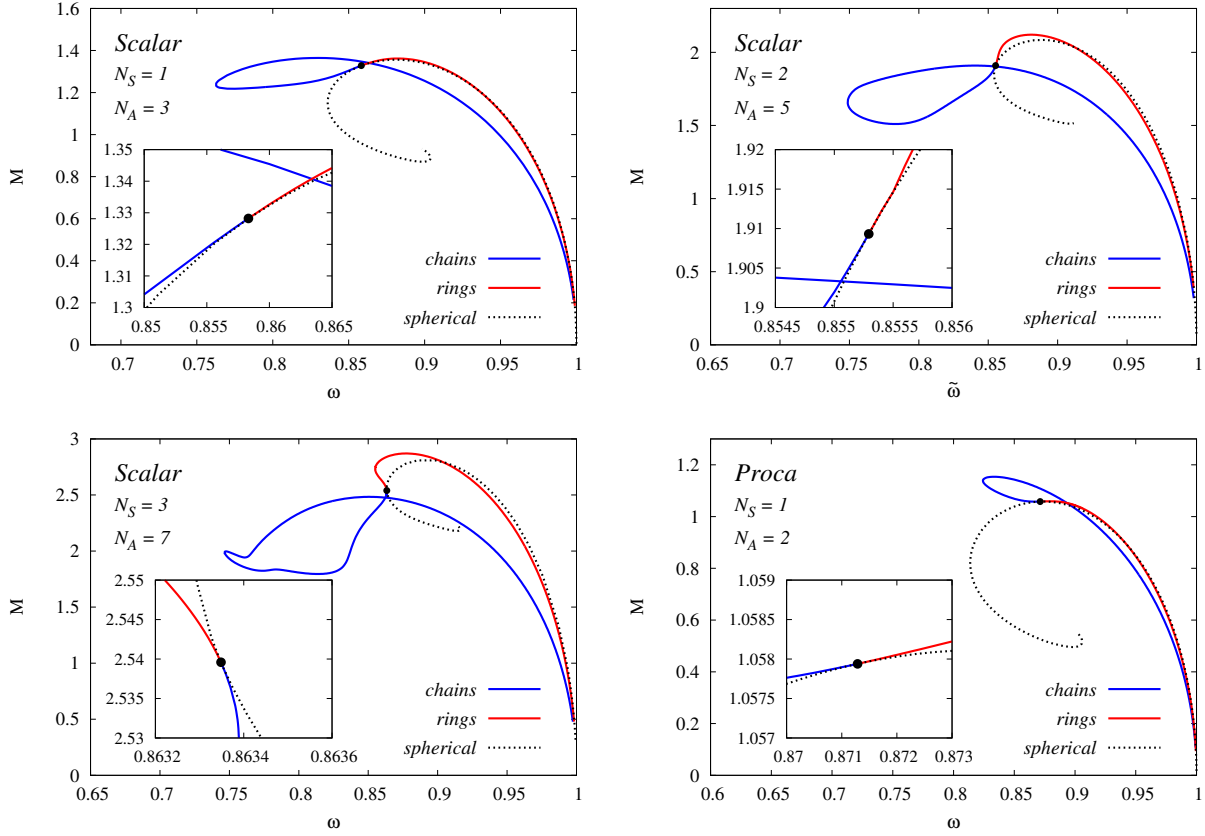 Scalar
N_S = 1
N_A = 3
M
1.6
1.4
1.2
1
0.8
0.6
0.4
0.2
0
0.7 0.75 0.8 0.85 0.9 0.95 1
ω
1.35
1.34
1.33
1.32
1.31
1.3
0.85 0.855 0.86 0.865
chains
rings
spherical
Scalar
N_S = 2
N_A = 5
M
2
1.5
1
0.5
0
0.65 0.7 0.75 0.8 0.85 0.9 0.95 1
ω̃
1.92
1.915
1.91
1.905
1.9
0.8545 0.855 0.8555 0.856
chains
rings
spherical
Scalar
N_S = 3
N_A = 7
M
3
2.5
2
1.5
1
0.5
0
0.65 0.7 0.75 0.8 0.85 0.9 0.95 1
ω
2.55
2.545
2.54
2.535
2.53
0.8632 0.8634 0.8636
chains
rings
spherical
Proca
N_S = 1
N_A = 2
M
1.2
1
0.8
0.6
0.4
0.2
0
0.6 0.65 0.7 0.75 0.8 0.85 0.9 0.95 1
ω
1.059
1.0585
1.058
1.0575
1.057
0.87 0.871 0.872 0.873
chains
rings
spherical